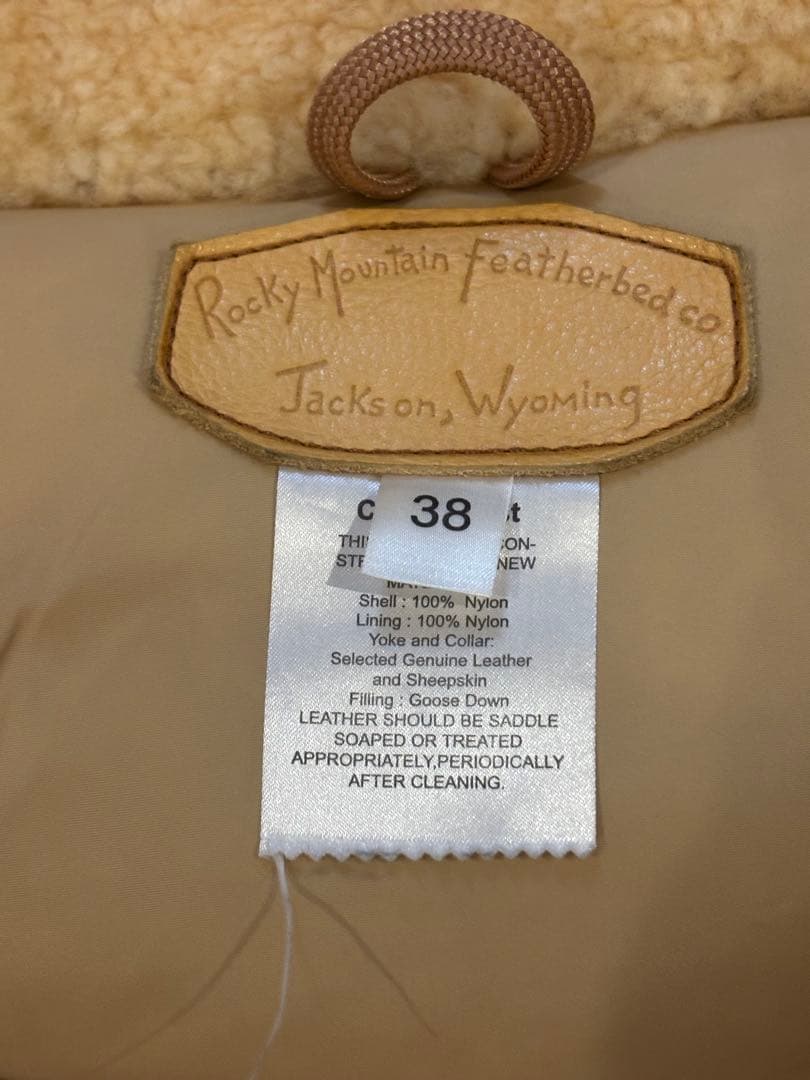 Rocky Mountain Featherbed co
Jackson, Wyoming
38
Shell : 100% Nylon
Lining : 100% Nylon
Yoke and Collar:
Selected Genuine Leather
and Sheepskin
Filling : Goose Down
LEATHER SHOULD BE SADDLE
SOAPED OR TREATED
APPROPRIATELY,PERIODICALLY
AFTER CLEANING.